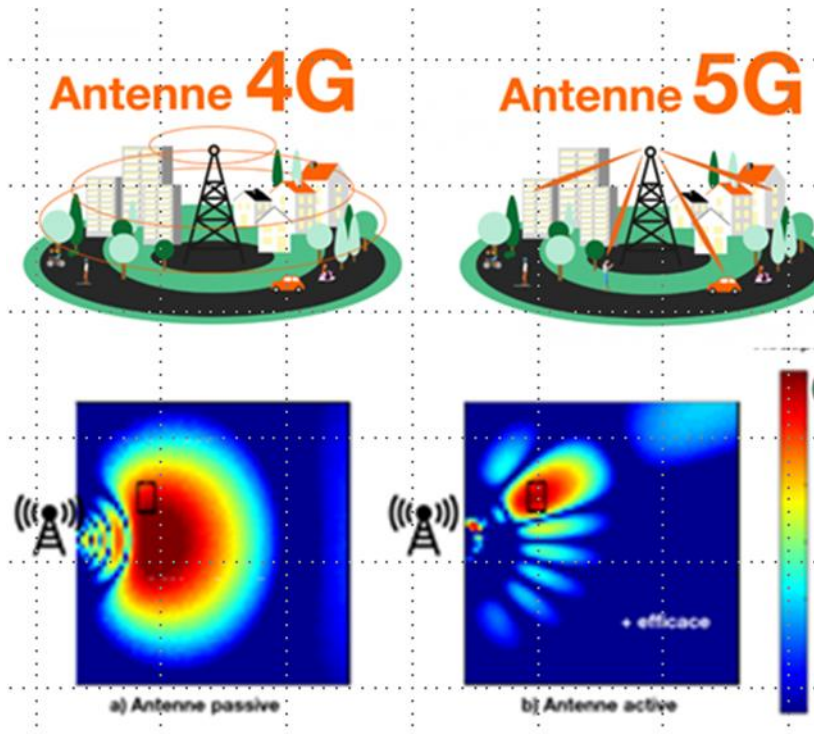 Antenne 4G
Antenne 5G
+ efficace
a) Antenne passive
b) Antenne active